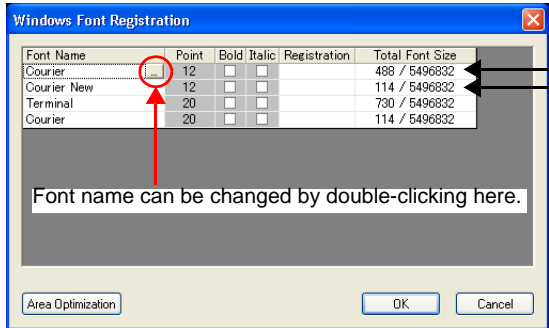 Windows Font Registration
Font Name Point Bold Italic Registration Total Font Size
Courier ... 12 488 / 5496832
Courier New 12 114 / 5496832
Terminal 20 730 / 5496832
Courier 20 114 / 5496832
Font name can be changed by double-clicking here.
Area Optimization OK Cancel